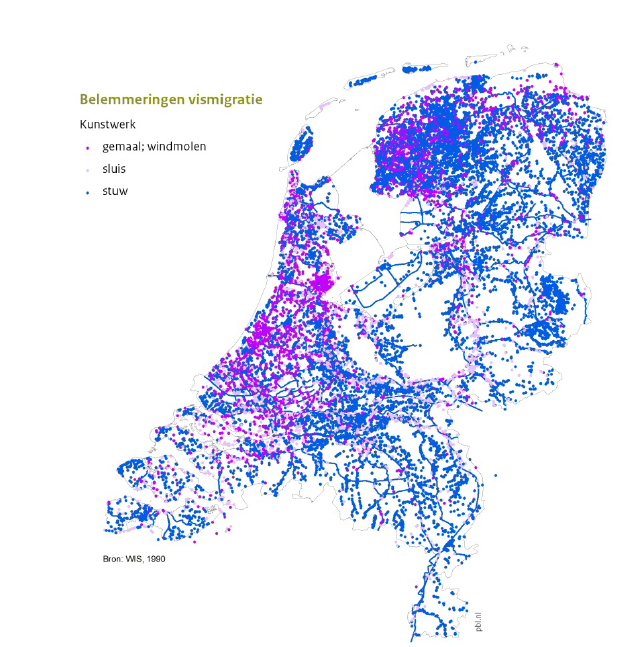 Belemmeringen vismigratie
Kunstwerk
gemaal; windmolen
sluis
stuw
Bron: WIS, 1990
pbl.nl